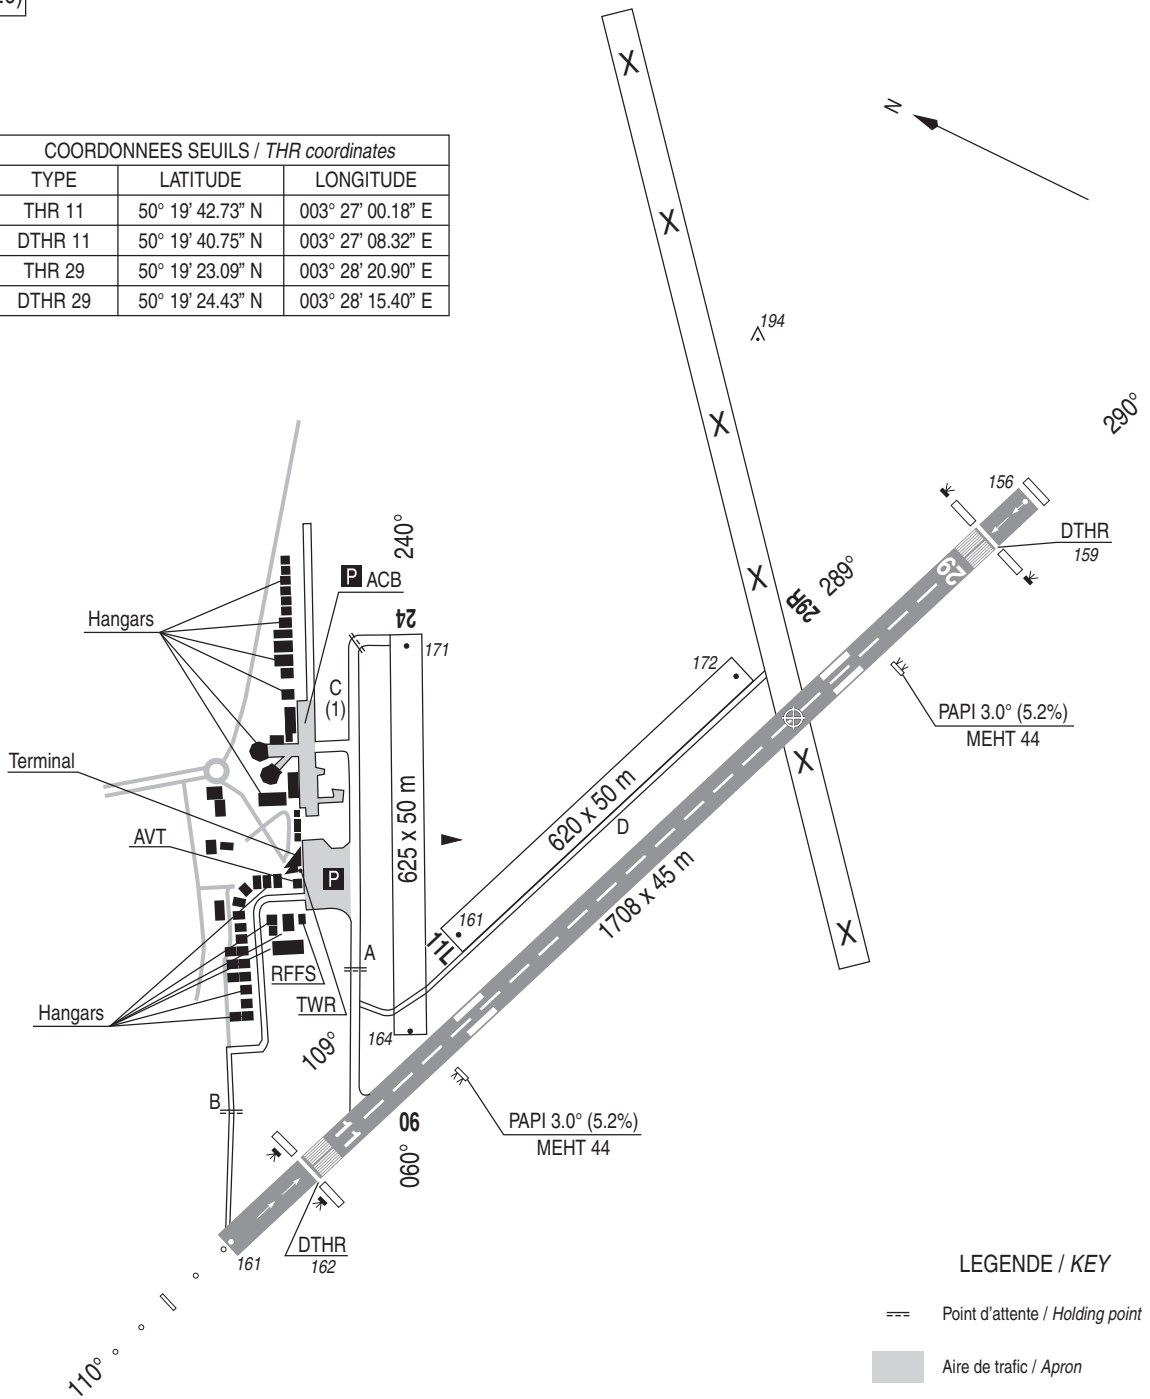 X
N
COORDONNEES SEUILS / THR coordinates
TYPE LATITUDE LONGITUDE
THR 11 50° 19' 42.73" N 003° 27' 00.18" E
DTHR 11 50° 19' 40.75" N 003° 27' 08.32" E
THR 29 50° 19' 23.09" N 003° 28' 20.90" E
DTHR 29 50° 19' 24.43" N 003° 28' 15.40" E
X
194
290°
X
156
DTHR
159
29
240°
P ACB
Hangars
24
171
X
29R
289°
172
C
(1)
PAPI 3.0° (5.2%)
MEHT 44
X
Terminal
AVT
625 x 50 m
620 x 50 m
D
P
1708 x 45 m
161
11L
X
A
RFFS
TWR
Hangars
109°
164
B
11
06
060°
PAPI 3.0° (5.2%)
MEHT 44
DTHR
162
161
110°
LEGENDE / KEY
Point d'attente / Holding point
Aire de trafic / Apron